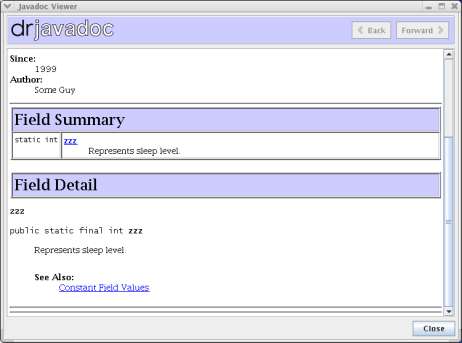 Javadoc Viewer
drjavadoc
Back
Forward
Since:
1999
Author:
Some Guy
Field Summary
static int zzz
Represents sleep level.
Field Detail
zzz
public static final int zzz
Represents sleep level.
See Also:
Constant Field Values
Close